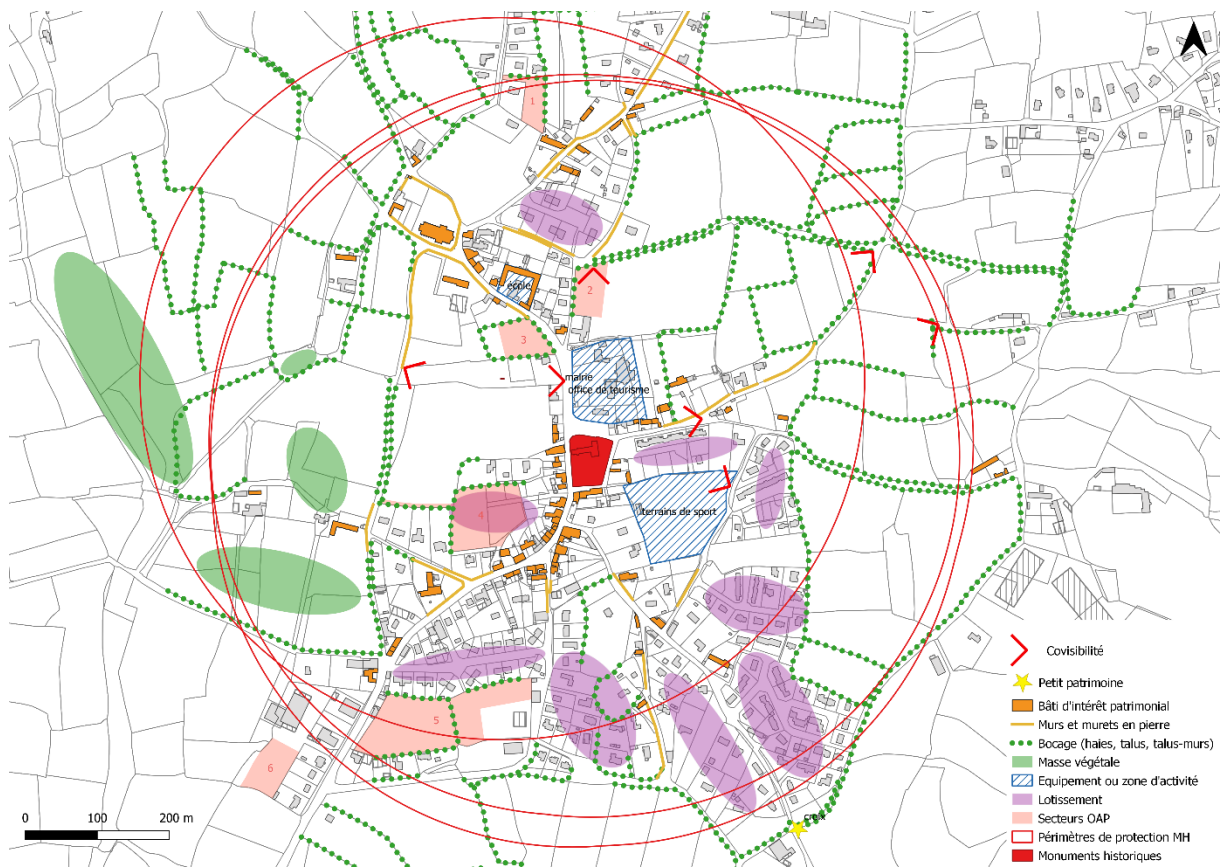 1
école
2
3
mairie
office de tourisme
4
terrains de sport
5
6
croix
0 100 200 m
Covisibilité
Petit patrimoine
Bâti d'intérêt patrimonial
Murs et murets en pierre
Bocage (haies, talus, talus-murs)
Masse végétale
Equipement ou zone d'activité
Lotissement
Secteurs OAP
Périmètres de protection MH
Monuments historiques